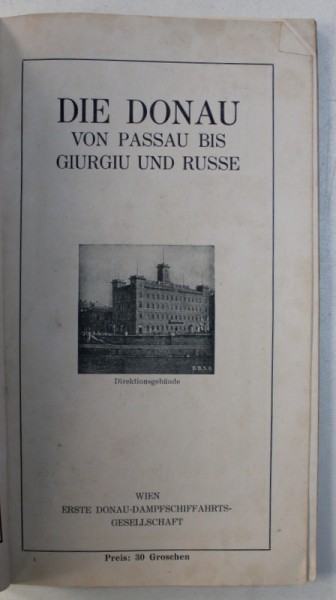 DIE DONAU
VON PASSAU BIS
GIURGIU UND RUSSE
Direktionsgebäude
WIEN
ERSTE DONAU-DAMPFSCHIFFAHRTS-
GESELLSCHAFT
Preis: 30 Groschen